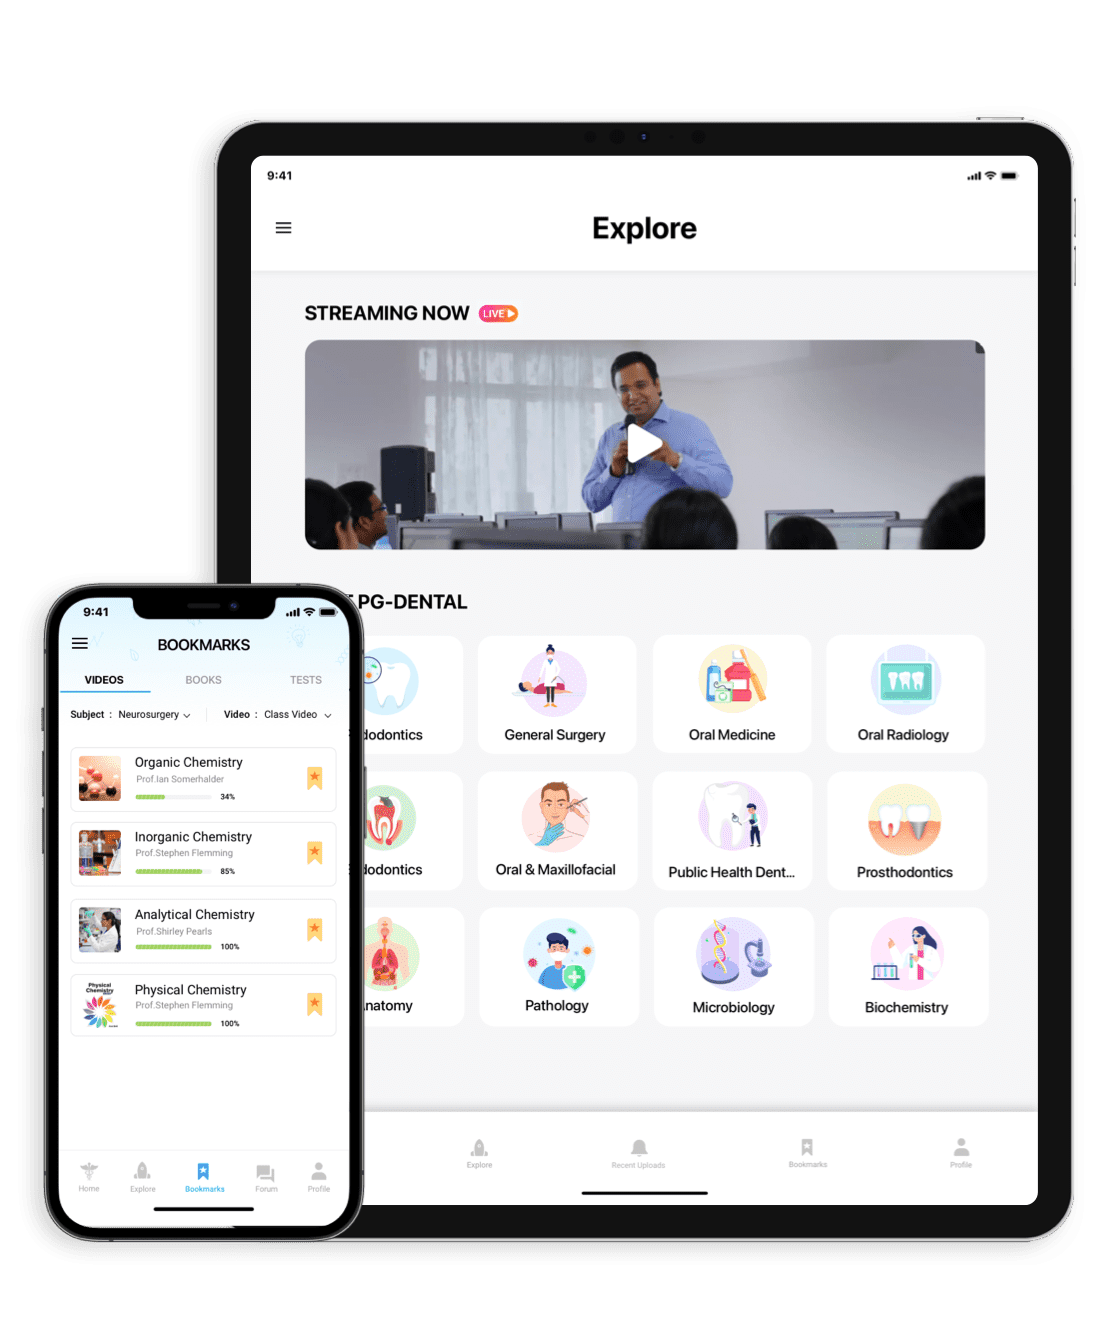 9:41
Explore
STREAMING NOW LIVE
PG-DENTAL
General Surgery
Oral Medicine
Oral Radiology
Oral & Maxillofacial
Public Health Dent...
Prosthodontics
Pathology
Microbiology
Biochemistry
Explore
Recent Uploads
Bookmarks
Profile
9:41
BOOKMARKS
VIDEOS BOOKS TESTS
Subject : Neurosurgery Video : Class Video
Organic Chemistry
Prof.Ian Somerhalder
34%
Inorganic Chemistry
Prof.Stephen Flemming
85%
Analytical Chemistry
Prof.Shirley Pearls
100%
Physical Chemistry
Physical Chemistry
Prof.Stephen Flemming
100%
Home Explore Bookmarks Forum Profile